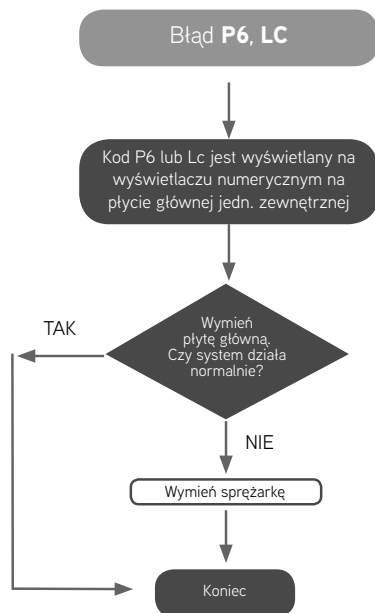 Błąd P6, LC
Kod P6 lub Lc jest wyświetlany na
wyświetlaczu numerycznym na
płycie głównej jedn. zewnętrznej
TAK
Wymień
płytę główną.
Czy system działa
normalnie?
NIE
Wymień sprężarkę
Koniec